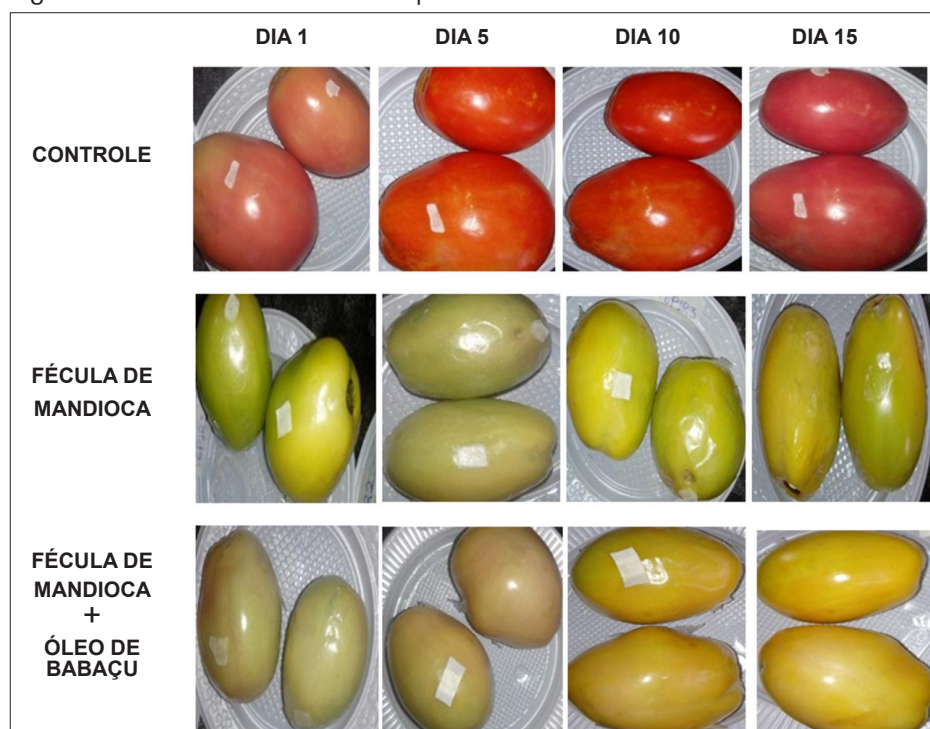 DIA 1 DIA 5 DIA 10 DIA 15
CONTROLE
FÉCULA DE
MANDIOCA
FÉCULA DE
MANDIOCA
+
ÓLEO DE
BABAÇU